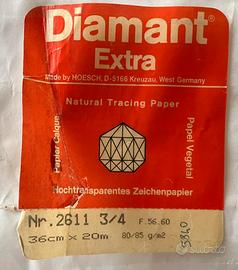 Diamant®
Extra
Made by HOESCH, D-5166 Kreuzau, West Germany
Natural Tracing Paper
Papier Calque
Papel Vegetal
Hochtransparentes Zeichenpapier
Nr. 2611 3/4 F. 56.60
36cm x 20m 80/85 g/m2
5840